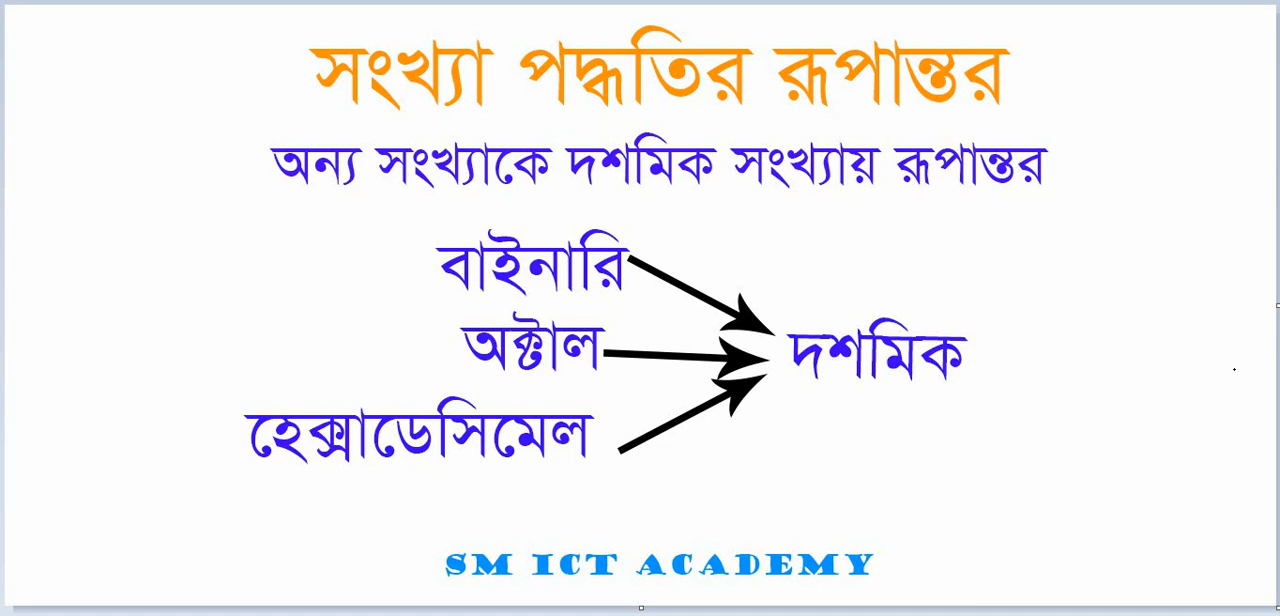 সংখ্যা পদ্ধতির রূপান্তর
অন্য সংখ্যাকে দশমিক সংখ্যায় রূপান্তর
বাইনারি
অক্টাল
দশমিক
হেক্সাডেসিমেল
SM ICT ACADEMY